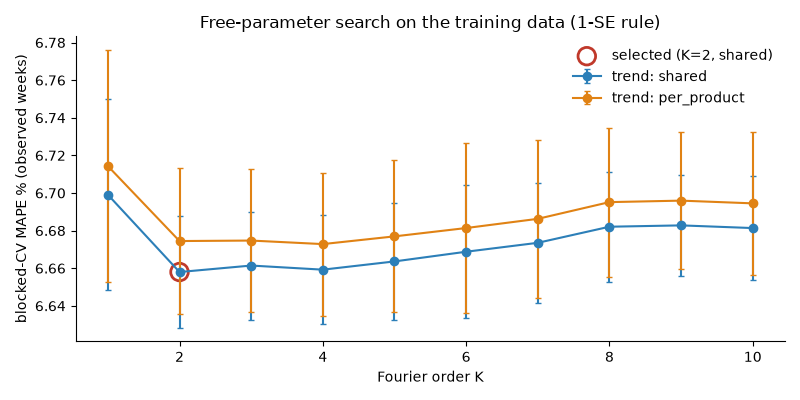 Free-parameter search on the training data (1-SE rule)
selected (K=2, shared)
trend: shared
trend: per_product
blocked-CV MAPE % (observed weeks)
6.78
6.76
6.74
6.72
6.70
6.68
6.66
6.64
2
4
6
8
10
Fourier order K